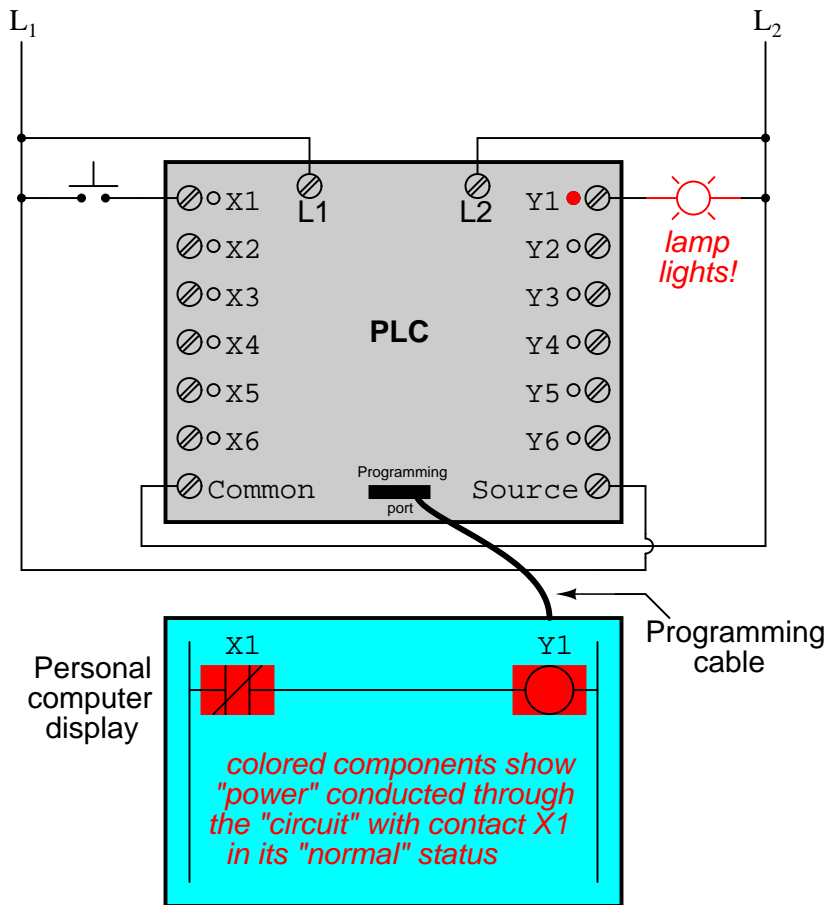 L1 L2
X1 L1 L2 Y1
lamp
lights!
X2 Y2
X3 Y3
PLC
X4 Y4
X5 Y5
X6 Y6
Common Programming Source
port
Programming
cable
Personal
computer
display
X1 Y1
colored components show
"power" conducted through
the "circuit" with contact X1
in its "normal" status